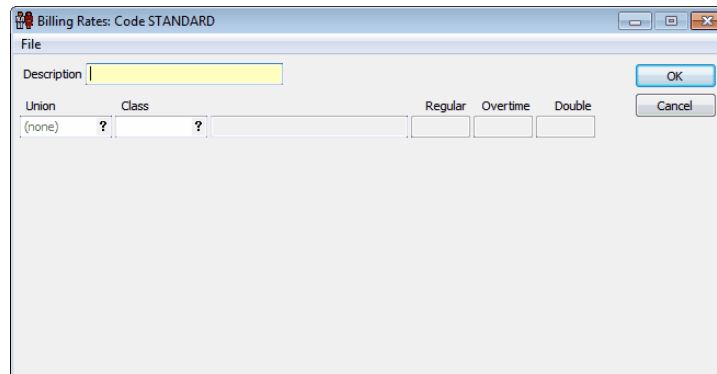 Billing Rates: Code STANDARD
File
Description
OK
Union Class Regular Overtime Double Cancel
(none) ? ?